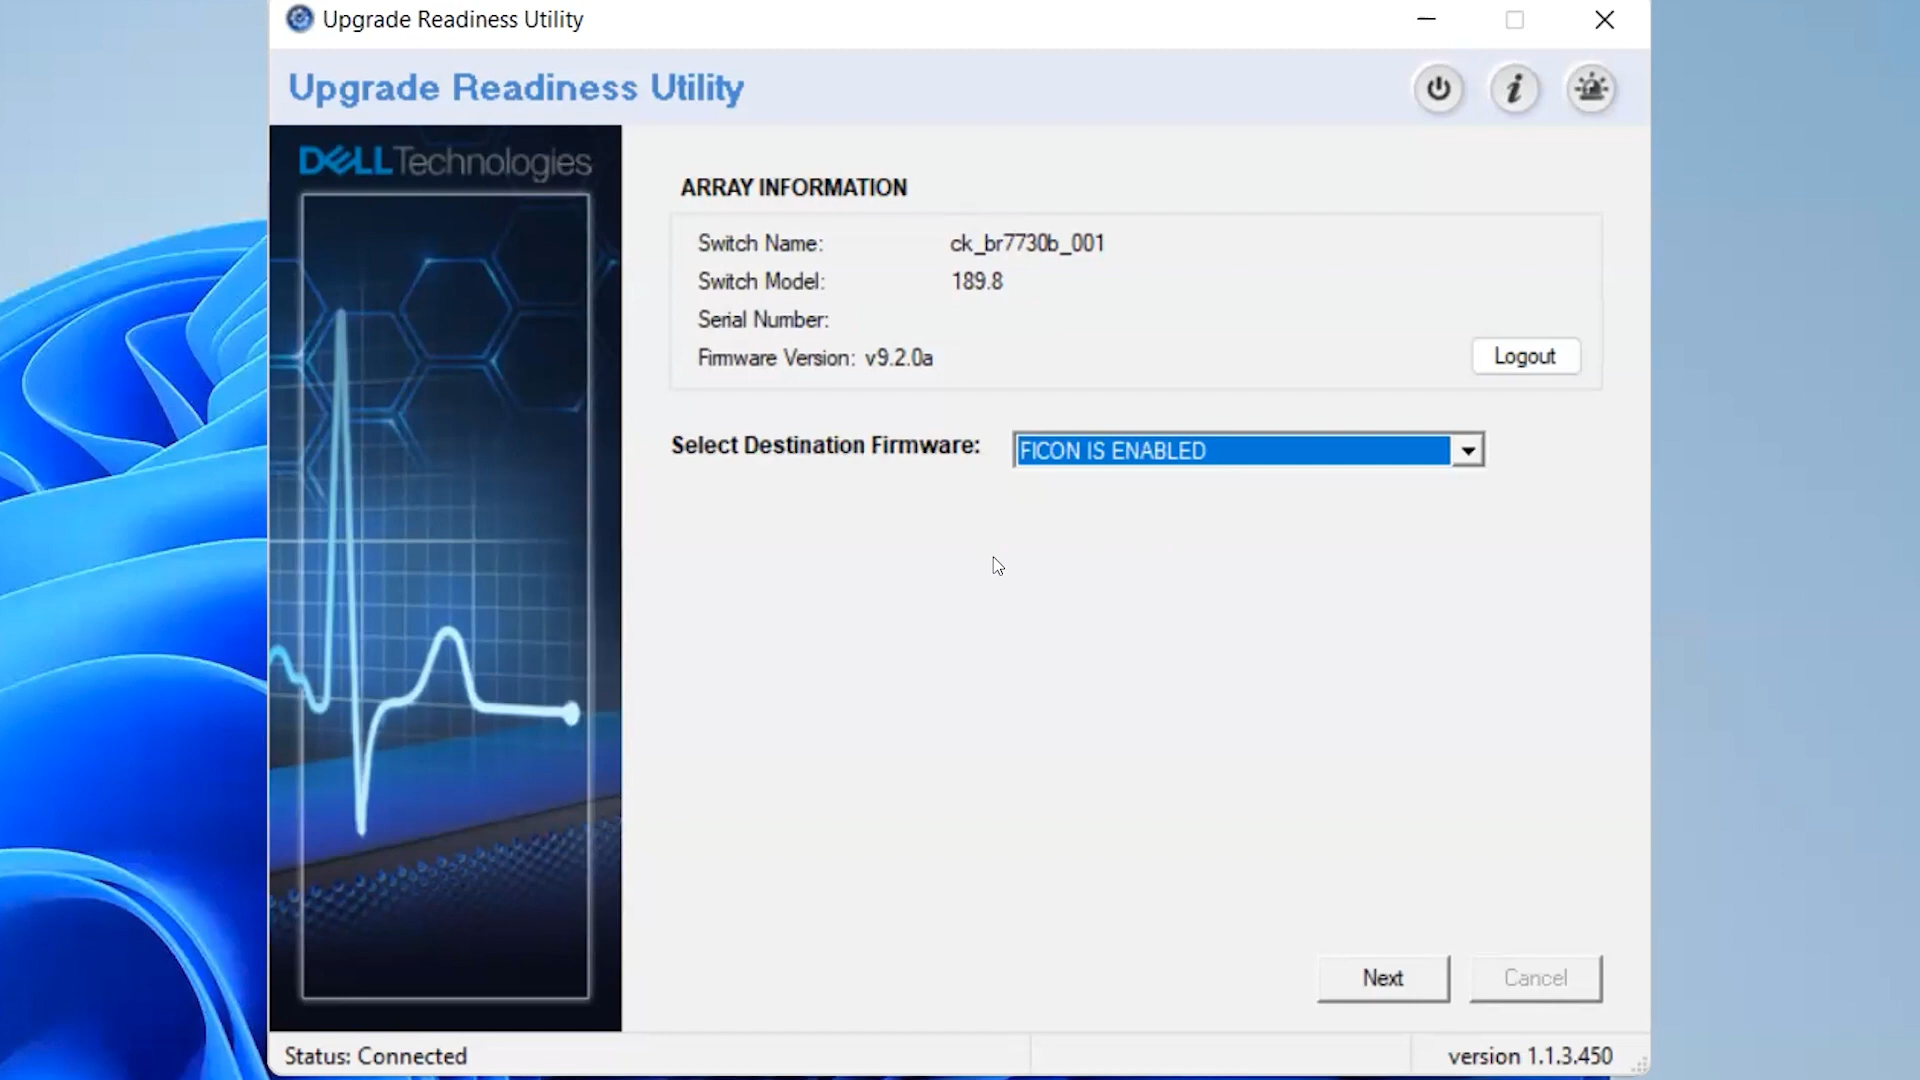 Upgrade Readiness Utility
Upgrade Readiness Utility
DELL Technologies
ARRAY INFORMATION
Switch Name: ck_br7730b_001
Switch Model: 189.8
Serial Number:
Firmware Version: v9.2.0a
Logout
Select Destination Firmware: FICON IS ENABLED
Next Cancel
Status: Connected version 1.1.3.450